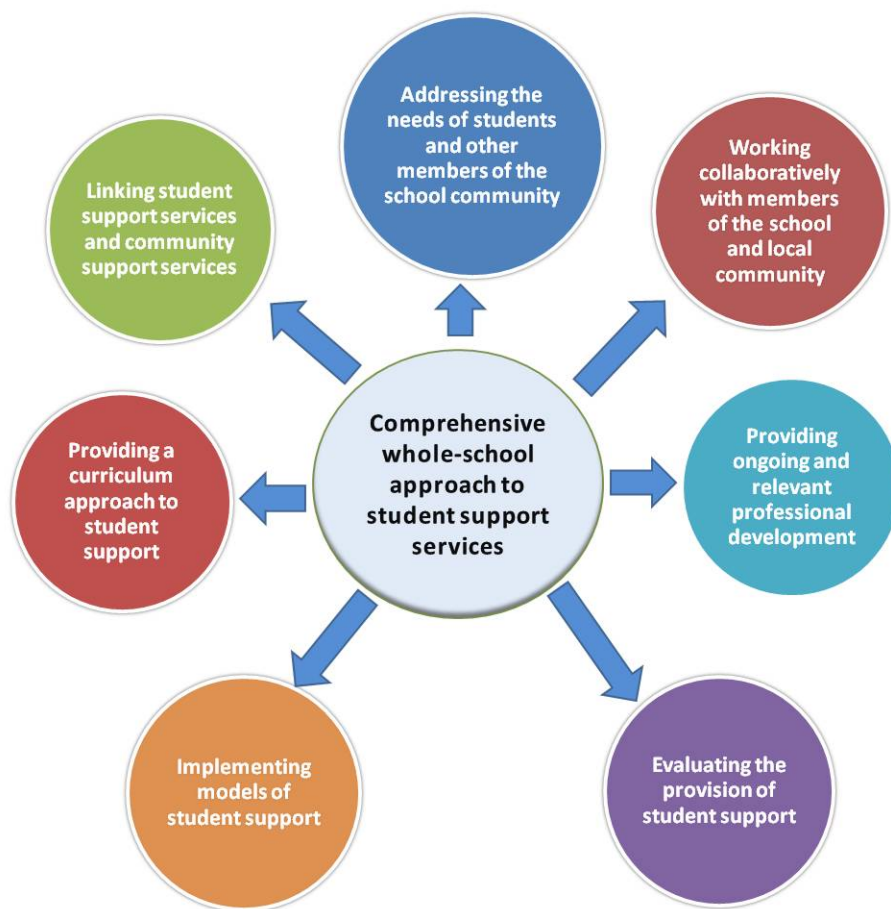 Addressing the
needs of students
and other
members of the
school community
Working
collaboratively
with members
of the school
and local
community
Providing
ongoing and
relevant
professional
development
Evaluating the
provision of
student support
Implementing
models of
student support
Providing a
curriculum
approach to
student
support
Linking student
support services
and community
support services
Comprehensive
whole-school
approach to
student support
services